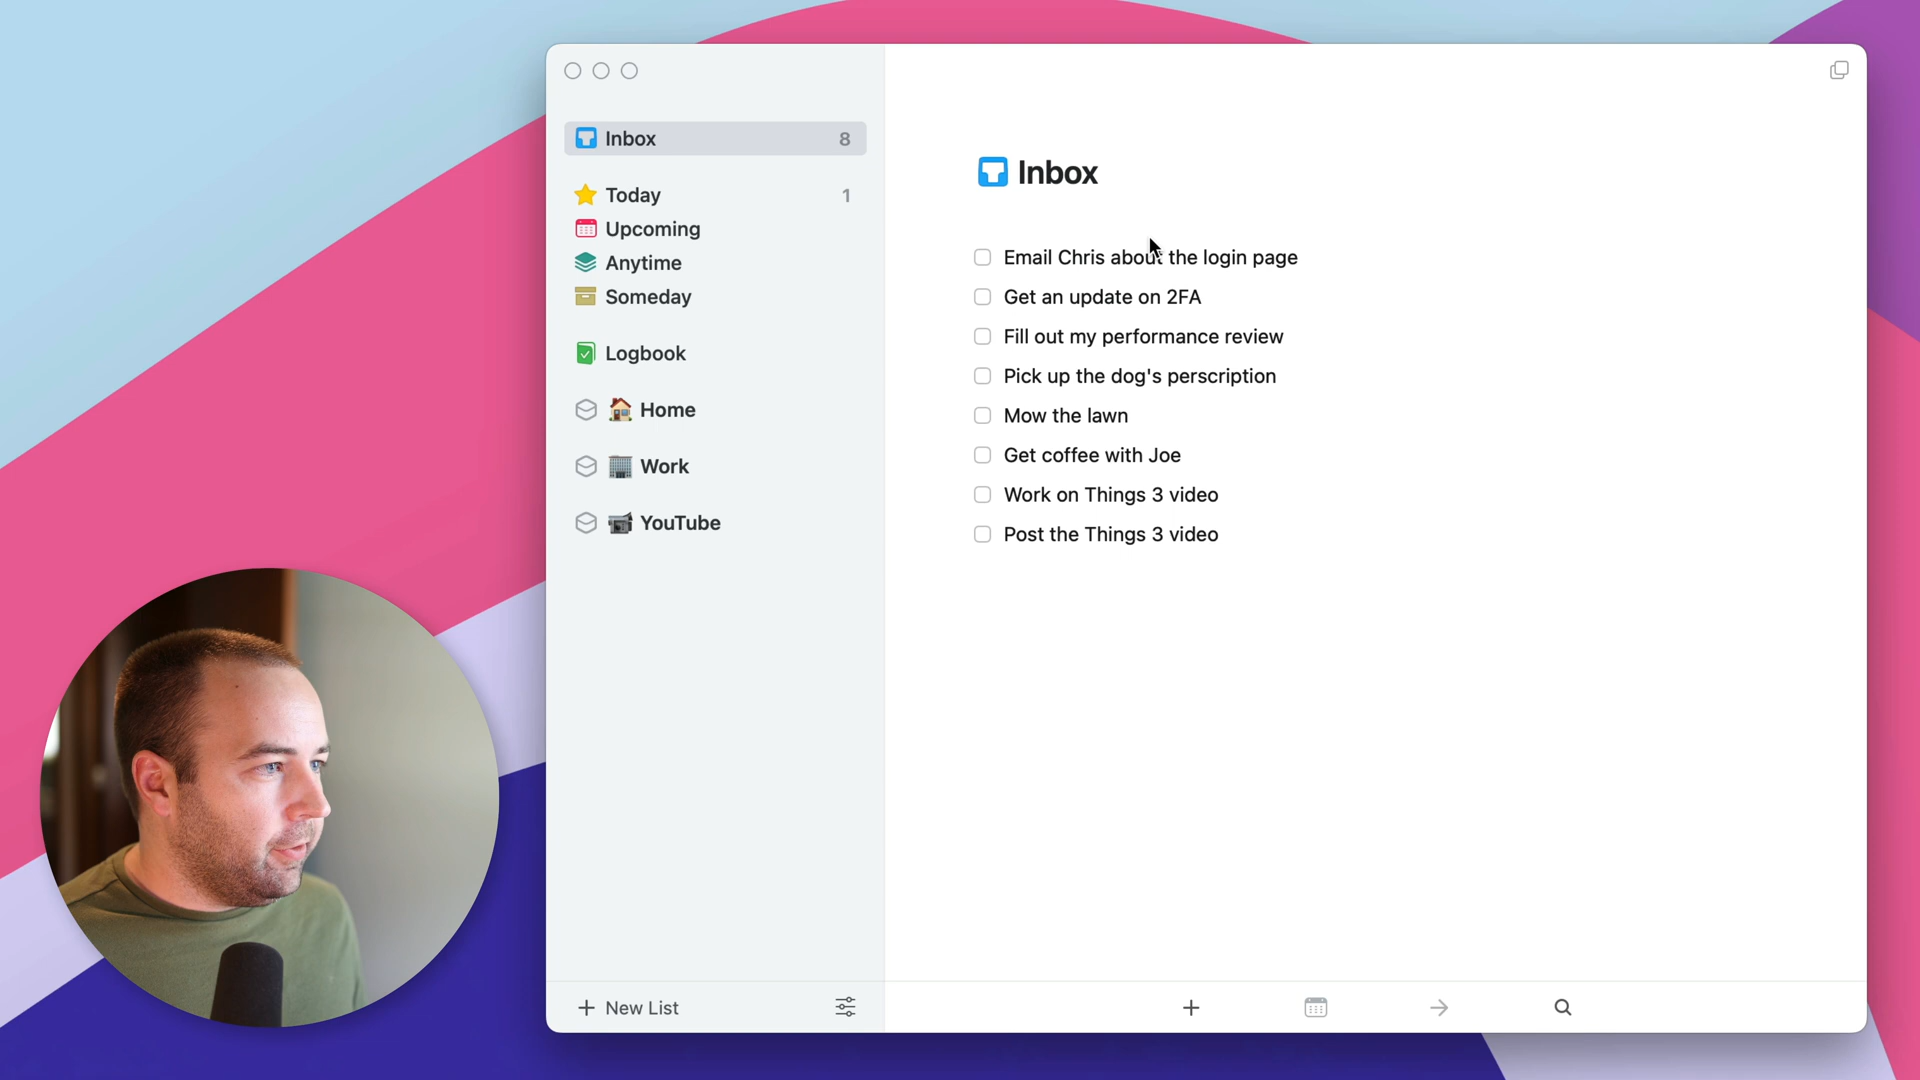 Inbox 8
Today 1
Upcoming
Anytime
Someday
Logbook
Home
Work
YouTube
New List
Inbox
Email Chris about the login page
Get an update on 2FA
Fill out my performance review
Pick up the dog's perscription
Mow the lawn
Get coffee with Joe
Work on Things 3 video
Post the Things 3 video